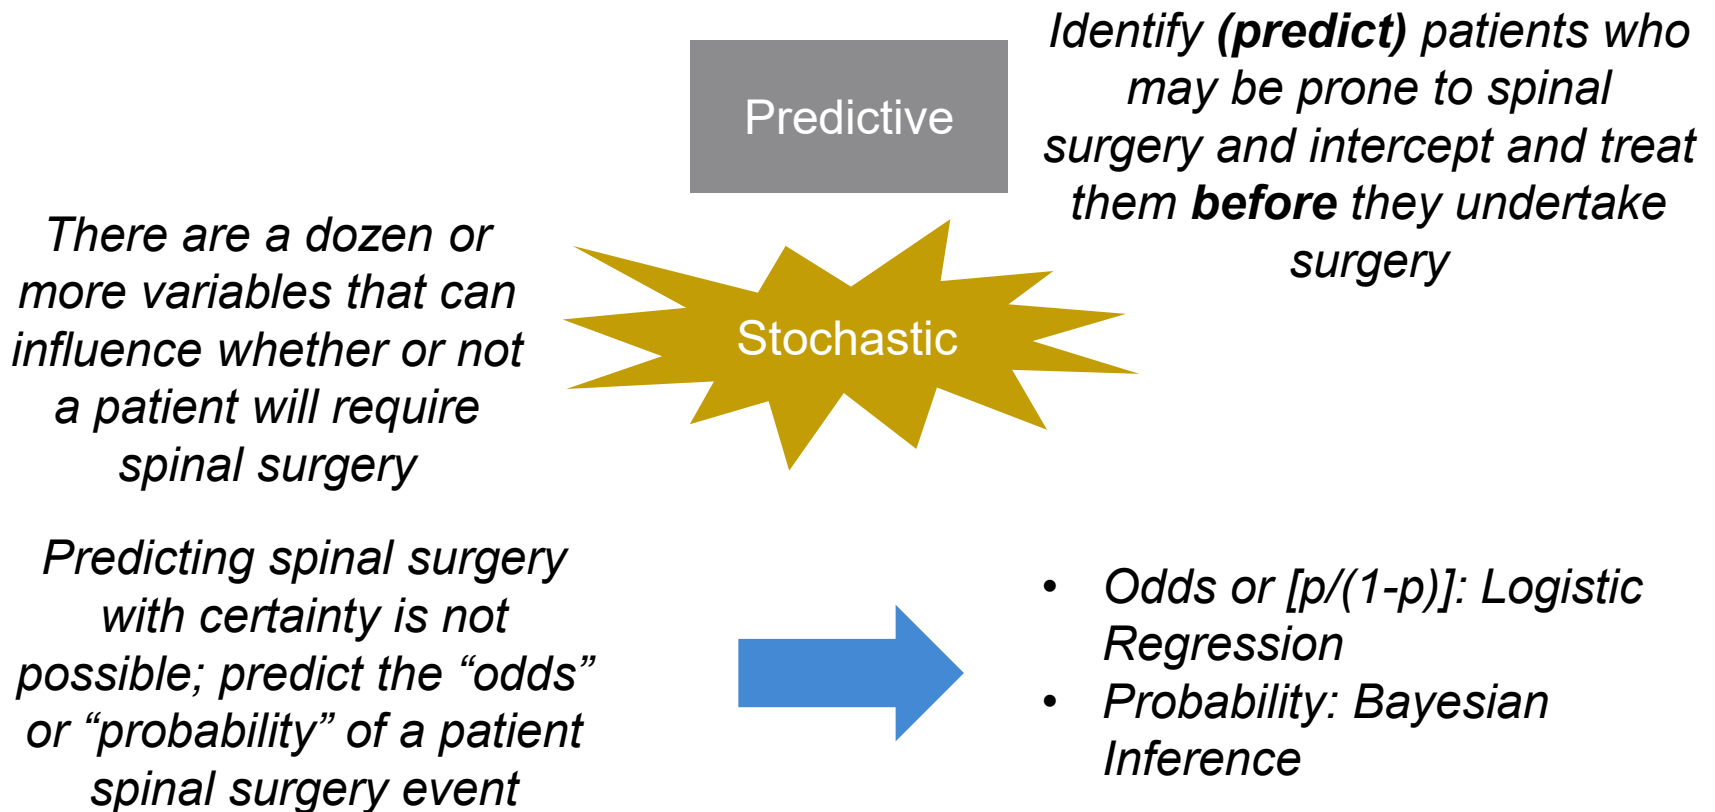 Predictive
Identify (predict) patients who
may be prone to spinal
surgery and intercept and treat
them before they undertake
surgery
There are a dozen or
more variables that can
influence whether or not
a patient will require
spinal surgery
Stochastic
Predicting spinal surgery
with certainty is not
possible; predict the “odds”
or “probability” of a patient
spinal surgery event
• Odds or [p/(1-p)]: Logistic
Regression
• Probability: Bayesian
Inference